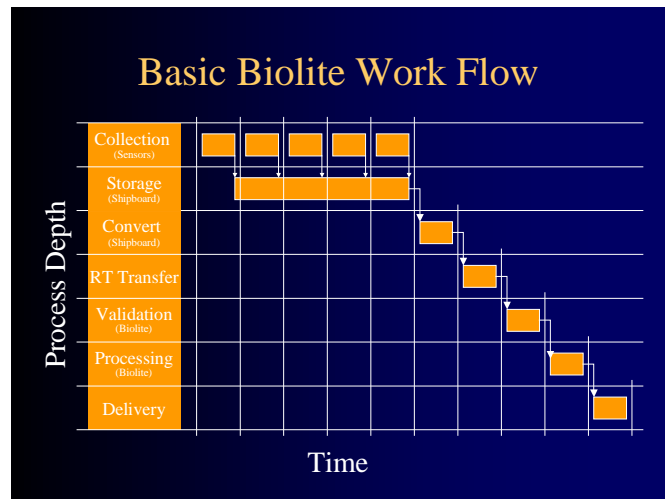 Basic Biolite Work Flow
Process Depth
Collection
(Sensors)
Storage
(Shipboard)
Convert
(Shipboard)
RT Transfer
Validation
(Biolite)
Processing
(Biolite)
Delivery
Time